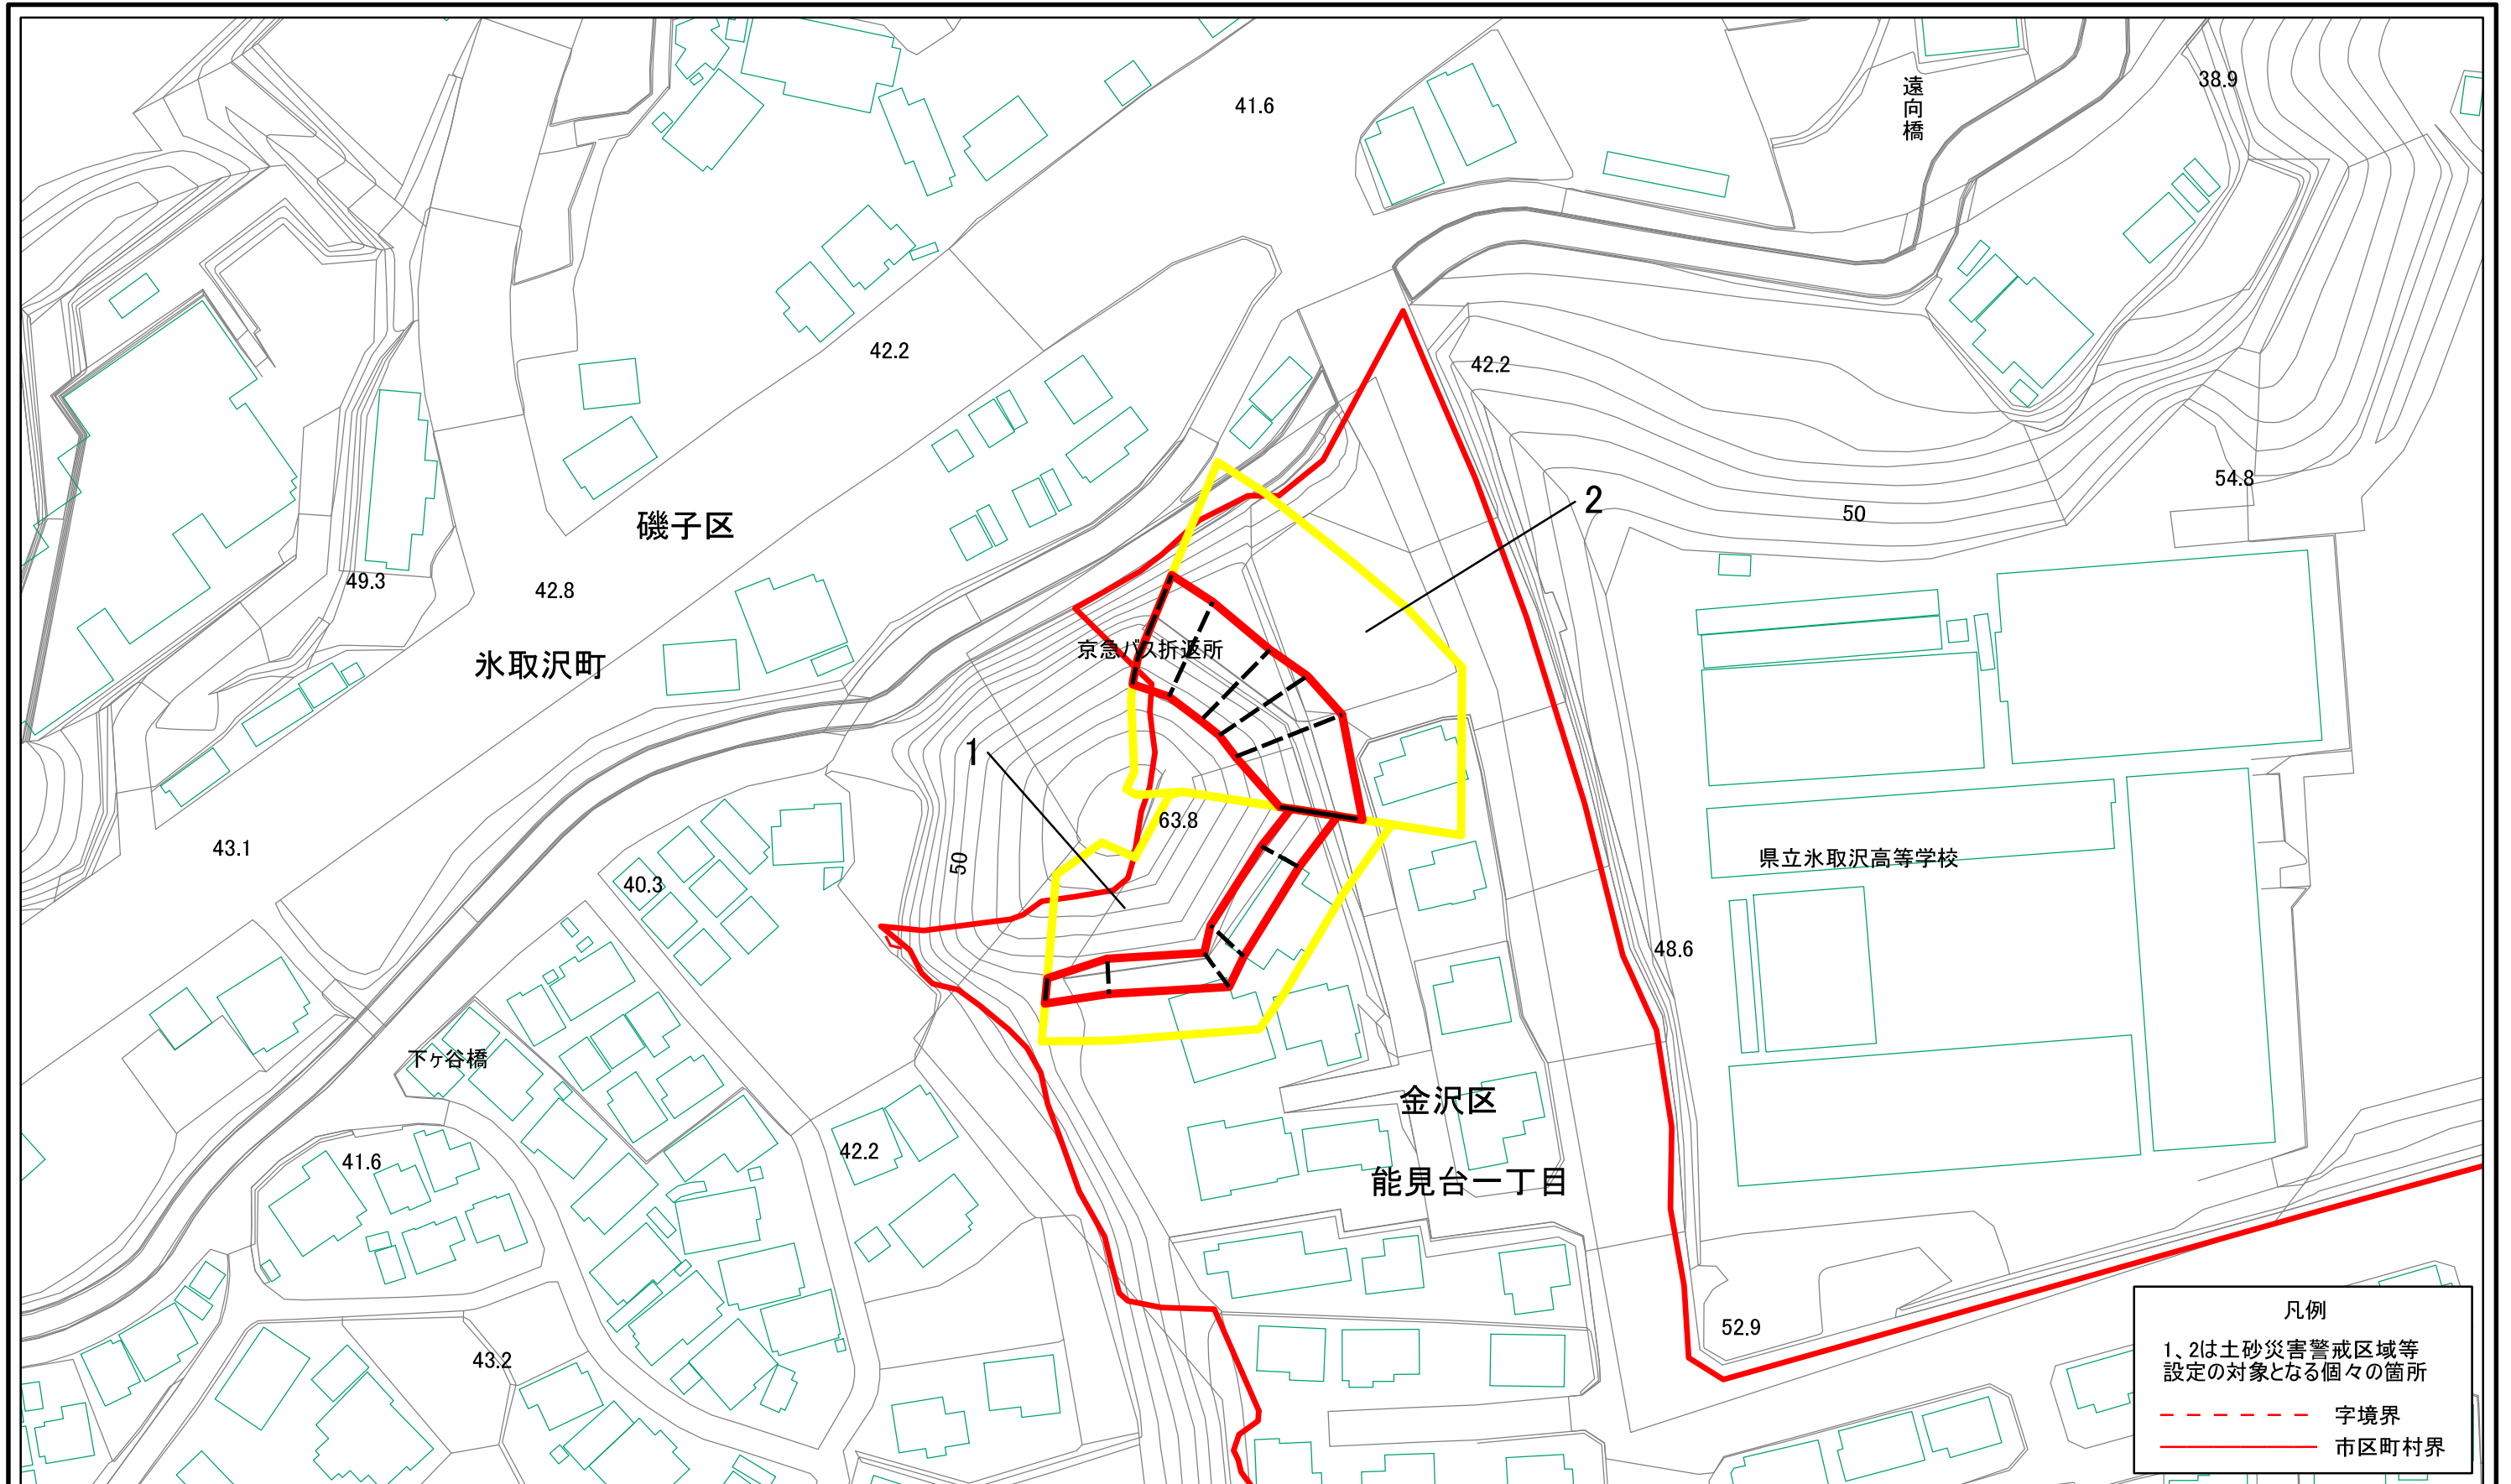 遠向橋
38.9
41.6
42.2
42.2
54.8
2
50
磯子区
49.3
42.8
京急バス折返所
氷取沢町
1
63.8
43.1
50
40.3
県立氷取沢高等学校
48.6
下ヶ谷橋
金沢区
41.6
42.2
能見台一丁目
52.9
43.2
凡例
1、2は土砂災害警戒区域等
設定の対象となる個々の箇所
字境界
市区町村界